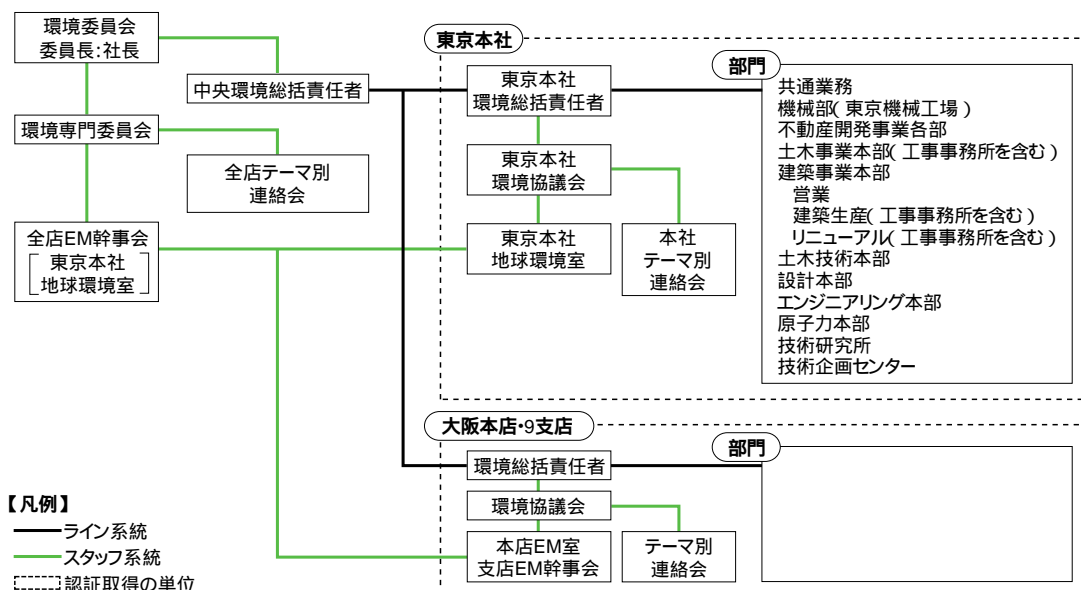 環境委員会
委員長:社長
中央環境総括責任者
環境専門委員会
全店テーマ別
連絡会
全店EM幹事会
東京本社
地球環境室
東京本社
東京本社
環境総括責任者
東京本社
環境協議会
東京本社
地球環境室
本社
テーマ別
連絡会
部門
共通業務
機械部(東京機械工場)
不動産開発事業各部
土木事業本部(工事事務所を含む)
建築事業本部
営業
建築生産(工事事務所を含む)
リニューアル(工事事務所を含む)
土木技術本部
設計本部
エンジニアリング本部
原子力本部
技術研究所
技術企画センター
大阪本店・9支店
環境総括責任者
環境協議会
本店EM室
支店EM幹事会
テーマ別
連絡会
部門
【凡例】
ライン系統
スタッフ系統
認証取得の単位